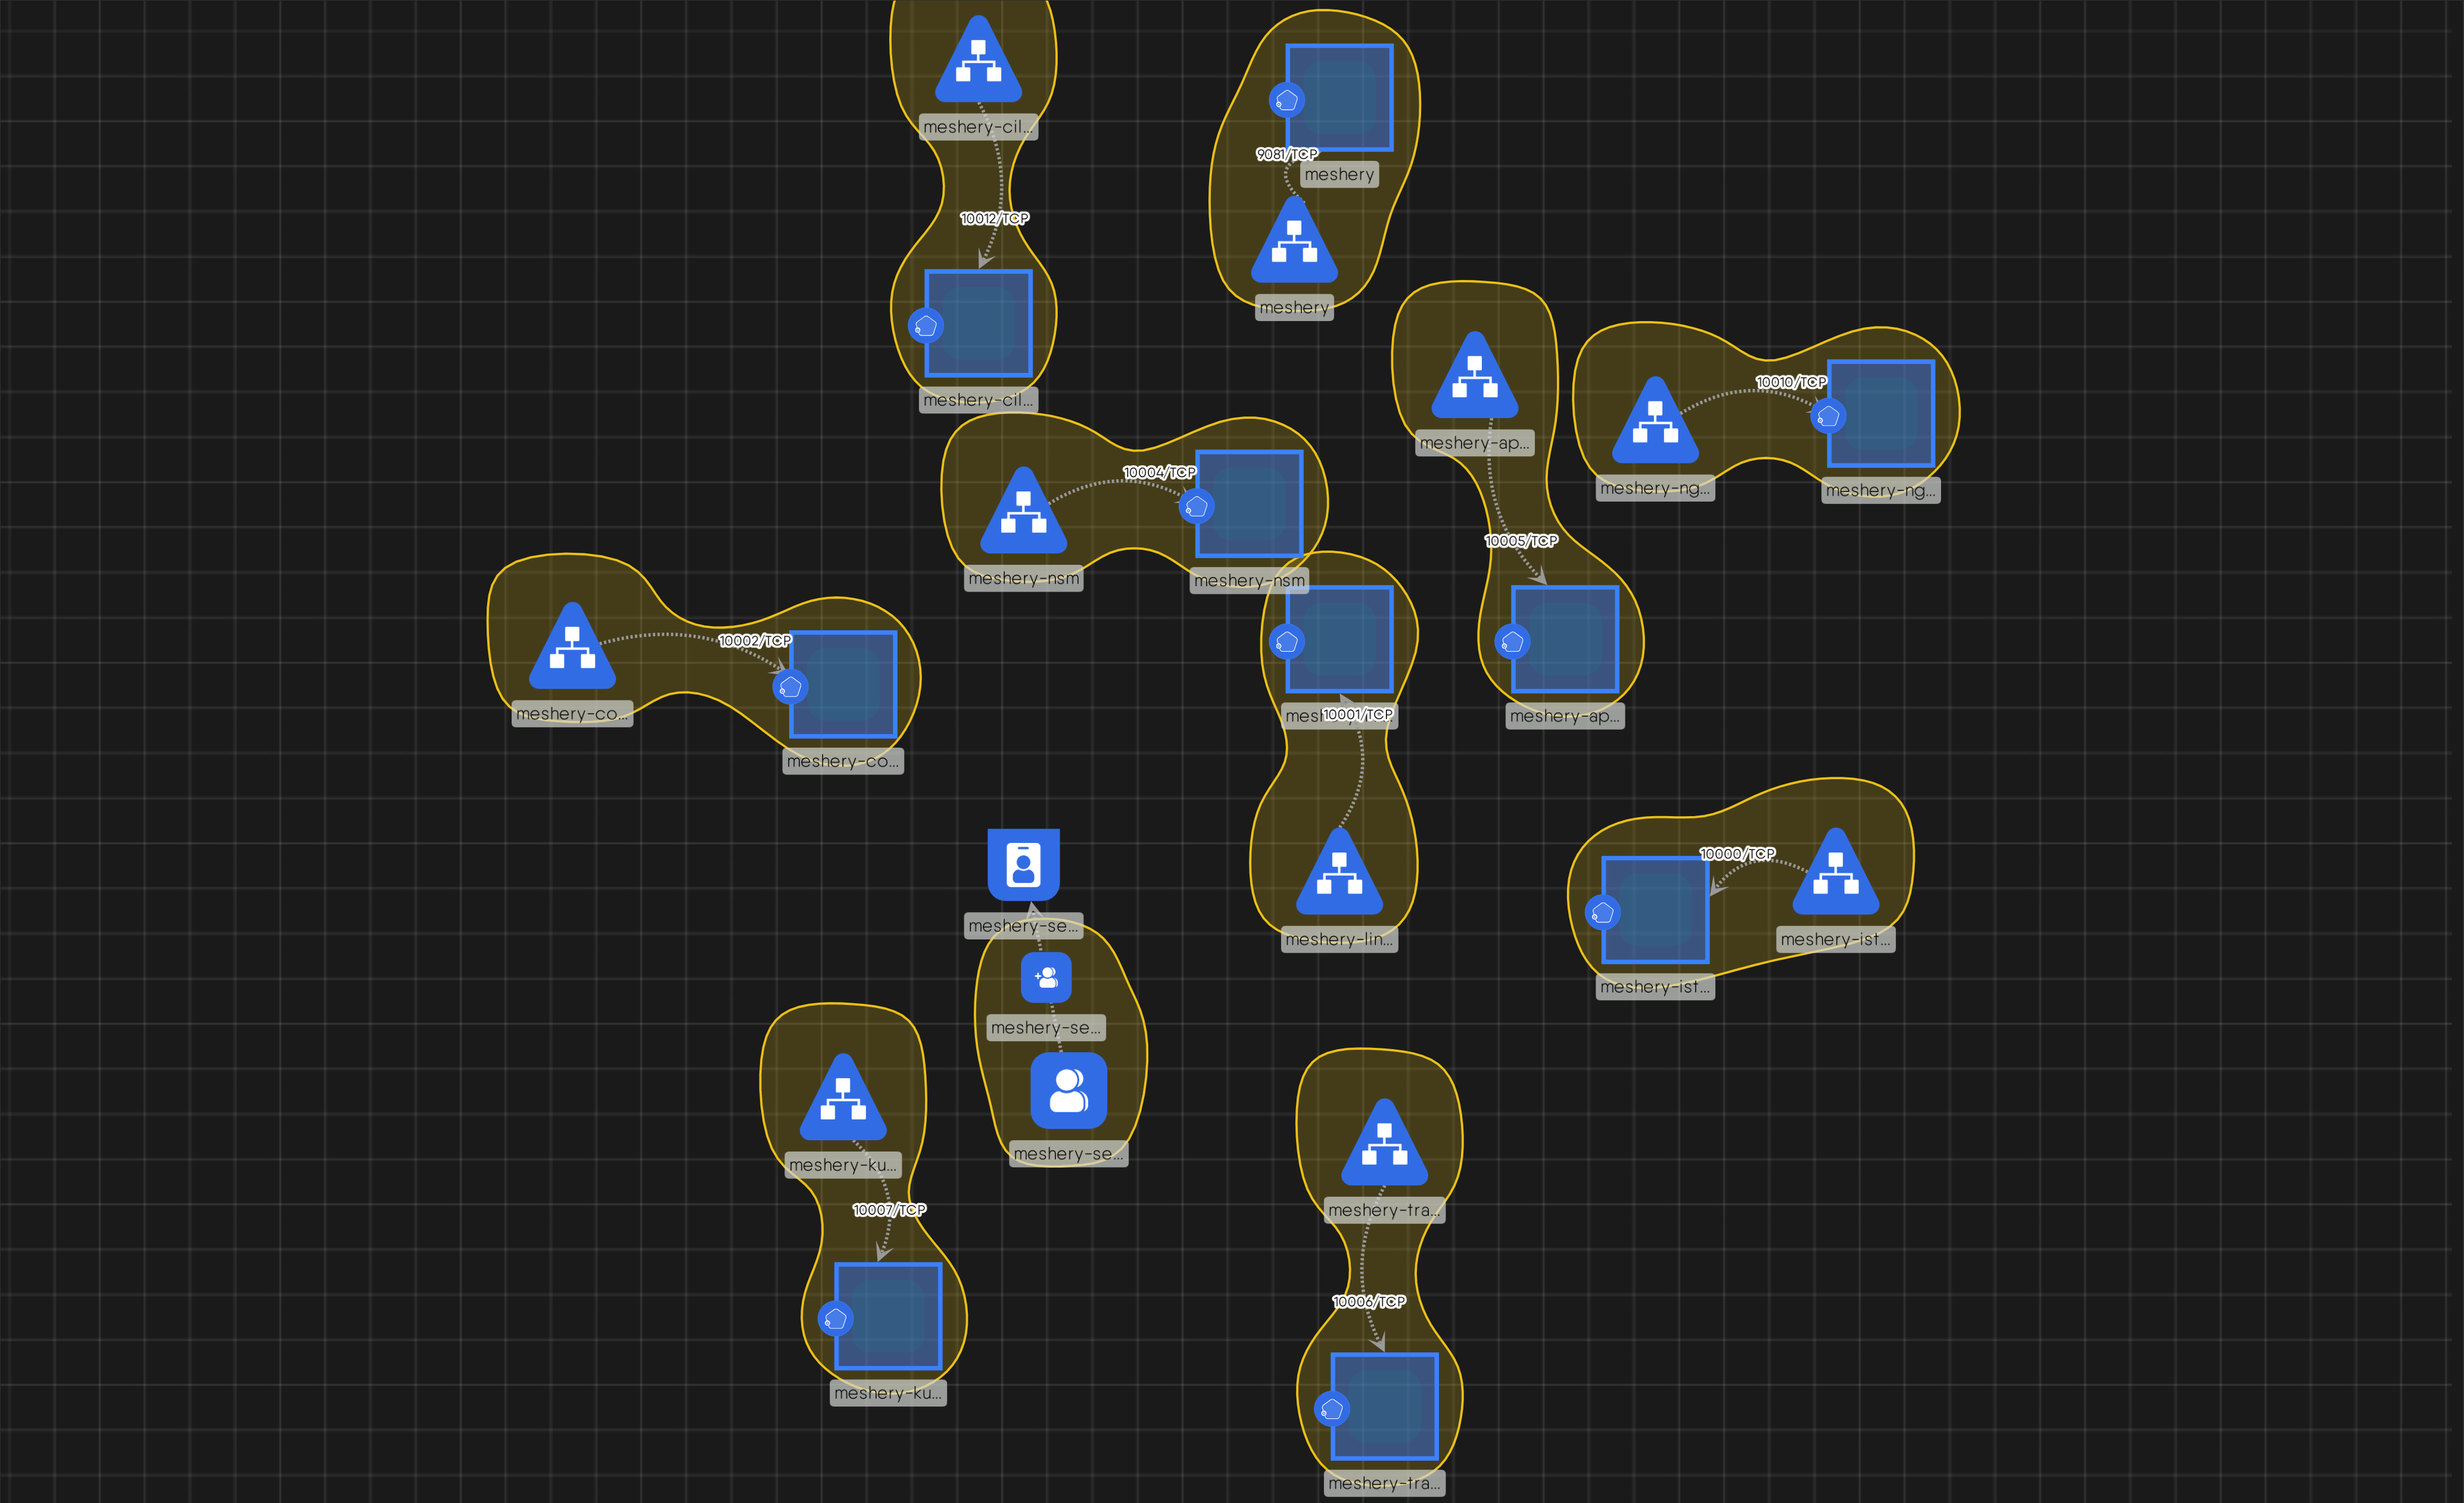 meshery-cil...
10012/TCP
meshery-cil...
9081/TCP
meshery
meshery
meshery-ap...
10005/TCP
meshery-ap...
10010/TCP
meshery-ng...
meshery-ng...
10004/TCP
meshery-nsm
meshery-nsm
10002/TCP
meshery-co...
meshery-co...
10001/TCP
meshery-lin...
10000/TCP
meshery-ist...
meshery-ist...
meshery-se...
meshery-se...
meshery-se...
meshery-ku...
10007/TCP
meshery-ku...
meshery-tra...
10006/TCP
meshery-tra...